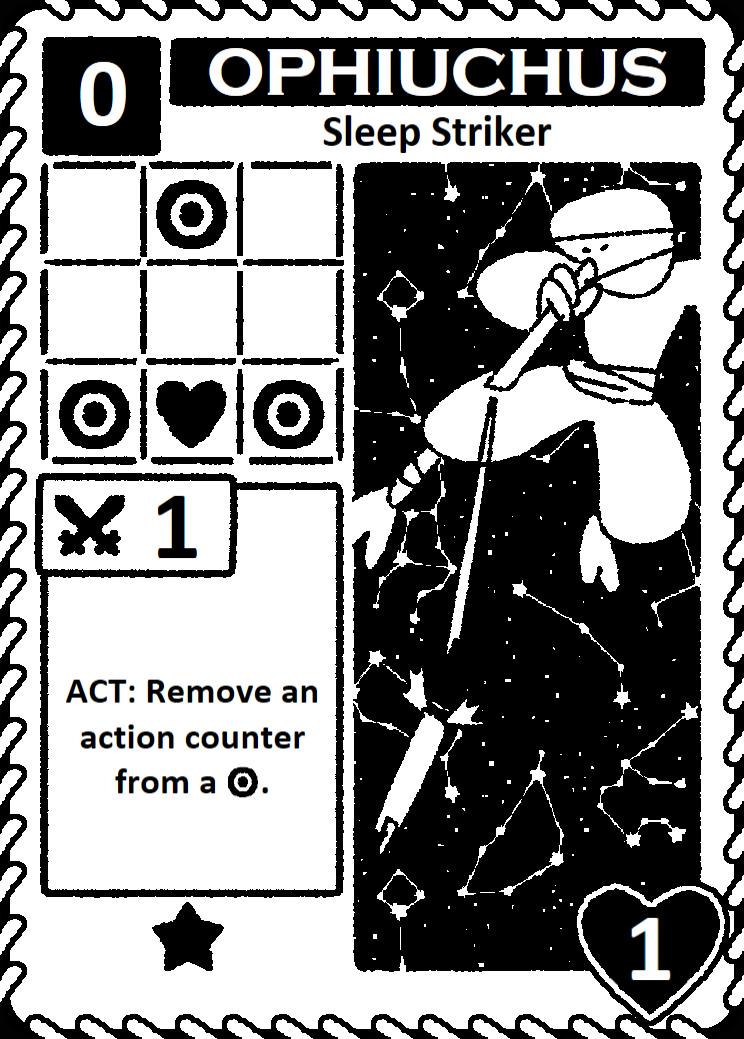 0
OPHIUCHUS
Sleep Striker
1
ACT: Remove an
action counter
from a .
1